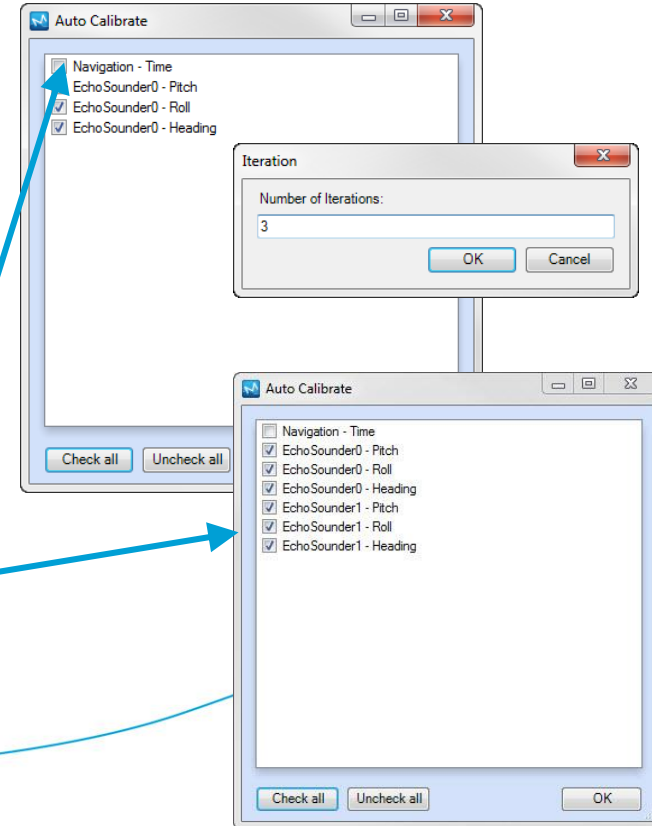 Auto Calibrate
Navigation - Time
EchoSounder0 - Pitch
EchoSounder0 - Roll
EchoSounder0 - Heading
Iteration
Number of Iterations:
3
OK Cancel
Check all Uncheck all
Auto Calibrate
Navigation - Time
EchoSounder0 - Pitch
EchoSounder0 - Roll
EchoSounder0 - Heading
EchoSounder1 - Pitch
EchoSounder1 - Roll
EchoSounder1 - Heading
Check all Uncheck all OK